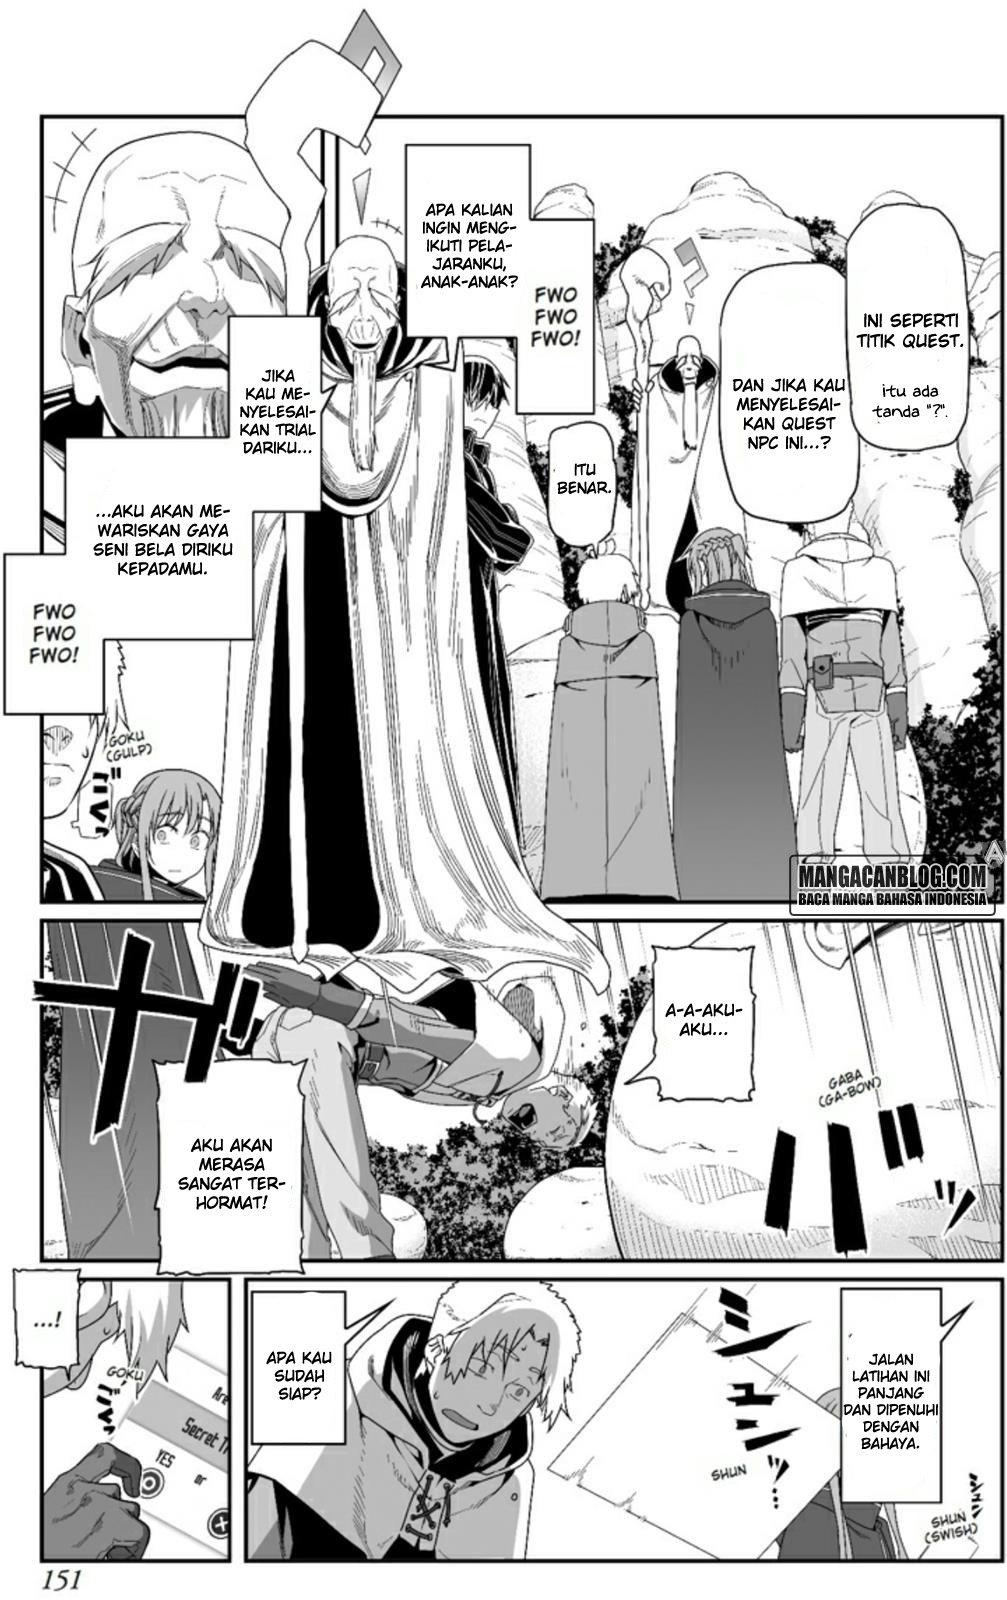 INI SEPERTI
TITIK QUEST.
itu ada
tanda "?".
DAN JIKA KAU
MENYELESAI-
KAN QUEST
NPC INI...?
ITU
BENAR.
APA KALIAN
INGIN MENG-
IKUTI PELA-
JARANKU,
ANAK-ANAK?
FWO
FWO
FWO!
JIKA
KAU ME-
NYELESAI-
KAN TRIAL
DARIKU...
...AKU AKAN ME-
WARISKAN GAYA
SENI BELA DIRIKU
KEPADAMU.
FWO
FWO
FWO!
GOKU
(GULP)
MANGACANBLOG.COM
BACA MANGA BAHASA INDONESIA
A-A-AKU-
AKU...
GABA
(GA-BOW)
AKU AKAN
MERASA
SANGAT TER-
HORMAT!
JALAN
LATIHAN INI
PANJANG
DAN DIPENUHI
DENGAN
BAHAYA.
SHUN
(SWISH)
SHUN
APA KAU
SUDAH
SIAP?
...!
GOKU
Are
Secret T
YES or
151